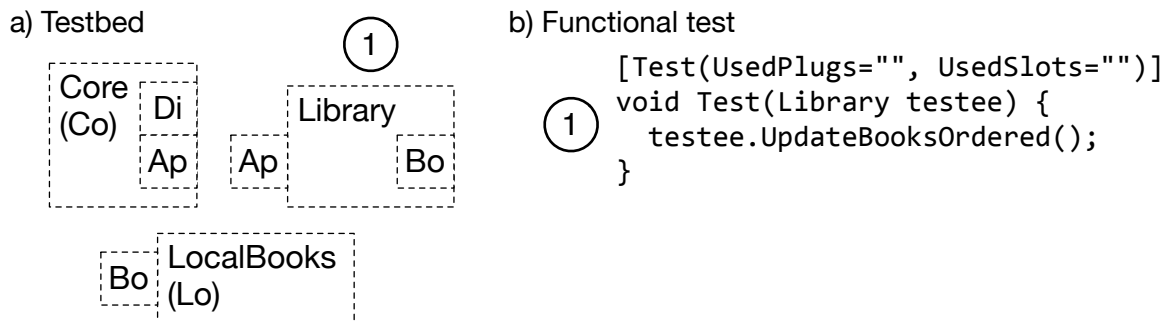 a) Testbed
1
Core
(Co)
Di
Ap
Ap
Library
Bo
Bo
LocalBooks
(Lo)
b) Functional test
1
[Test(UsedPlugs="", UsedSlots="")]
void Test(Library testee) {
  testee.UpdateBooksOrdered();
}